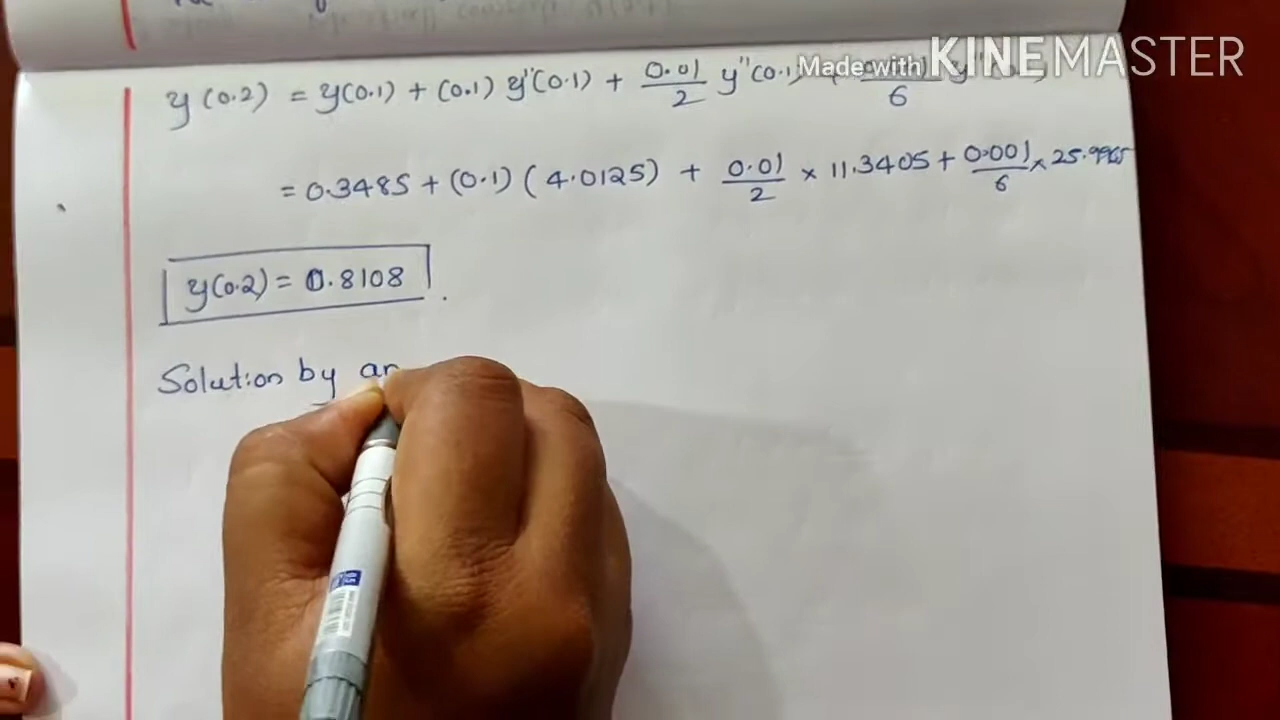 Made with KINEMASTER
y(0.2) = y(0.1) + (0.1) y''(0.1) + 0.01/2 y''(0.1) + /6 y'''
= 0.3485 + (0.1) (4.0125) + 0.01/2 × 11.3405 + 0.001/6 × 25.9965
y(0.2) = 0.8108
Solution by an